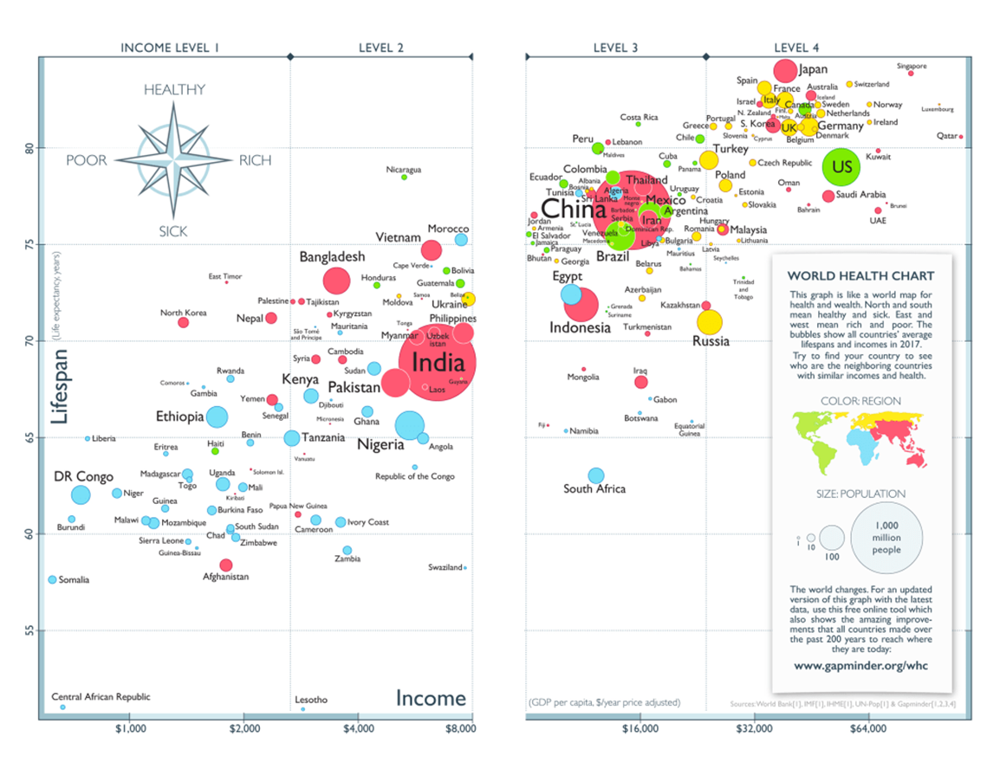 INCOME LEVEL 1
LEVEL 2
LEVEL 3
LEVEL 4
HEALTHY
POOR
RICH
SICK
Lifespan
(Life expectancy, years)
80
75
70
65
60
55
Nicaragua
Morocco
Vietnam
Bangladesh
Cape Verde
Bolivia
East Timor
Honduras
Guatemala
Samoa
Belize
Palestine
Tajikistan
Moldova
Ukraine
North Korea
Nepal
Kyrgyzstan
Philippines
Tonga
São Tomé
and Principe
Mauritania
Myanmar
Uzbek
istan
Syria
Cambodia
India
Sudan
Rwanda
Kenya
Pakistan
Guyana
Comoros
Gambia
Laos
Yemen
Djibouti
Senegal
Ethiopia
Micronesia
Ghana
Liberia
Benin
Tanzania
Nigeria
Angola
Eritrea
Haiti
Vanuatu
Madagascar
Togo
Uganda
Solomon Isl.
Republic of the Congo
DR Congo
Niger
Mali
Kiribati
Guinea
Burkina Faso
Papua New Guinea
Burundi
Malawi
Mozambique
South Sudan
Cameroon
Ivory Coast
Chad
Sierra Leone
Zimbabwe
Guinea-Bissau
Zambia
Afghanistan
Swaziland
Somalia
Central African Republic
Lesotho
Income
$1,000
$2,000
$4,000
$8,000
Japan
Singapore
Spain
France
Australia
Switzerland
Iceland
Israel
Italy
Canada
Sweden
Norway
Luxembourg
N. Zealand
Finl.
Malta
Austria
Netherlands
Costa Rica
Portugal
Greece
S. Korea
UK
Germany
Ireland
Slovenia
Cyprus
Belgium
Denmark
Qatar
Peru
Lebanon
Chile
Maldives
Turkey
Kuwait
Cuba
Panama
Czech Republic
US
Colombia
Ecuador
Albania
Thailand
Poland
Bosnia
Tunisia
Algeria
Uruguay
Oman
Sri Lanka
Monte
negro
Mexico
Croatia
Estonia
Saudi Arabia
China
Barbados
Argentina
Slovakia
Bahrain
Brunei
Jordan
Serbia
Iran
UAE
St. Lucia
Hungary
Armenia
Dominican Rep.
Romania
Malaysia
El Salvador
Venezuela
Jamaica
Macedonia
Libya
Bulgaria
Lithuania
Paraguay
Latvia
Bhutan
Georgia
Brazil
Mauritius
Belarus
Bahamas
Seychelles
Egypt
Azerbaijan
Trinidad
and
Tobago
Grenada
Suriname
Kazakhstan
Indonesia
Turkmenistan
Russia
Mongolia
Iraq
Gabon
Botswana
Fiji
Namibia
Equatorial
Guinea
South Africa
WORLD HEALTH CHART
This graph is like a world map for
health and wealth. North and south
mean healthy and sick. East and
west mean rich and poor. The
bubbles show all countries' average
lifespans and incomes in 2017.
Try to find your country to see
who are the neighboring countries
with similar incomes and health.
COLOR: REGION
SIZE: POPULATION
1
10
100
1,000
million
people
The world changes. For an updated
version of this graph with the latest
data, use this free online tool which
also shows the amazing improve-
ments that all countries made over
the past 200 years to reach where
they are today:
www.gapminder.org/whc
(GDP per capita, $/year price adjusted)
Sources: World Bank[1], IMF[1], IHME[1], UN-Pop[1] & Gapminder[1,2,3,4]
$16,000
$32,000
$64,000